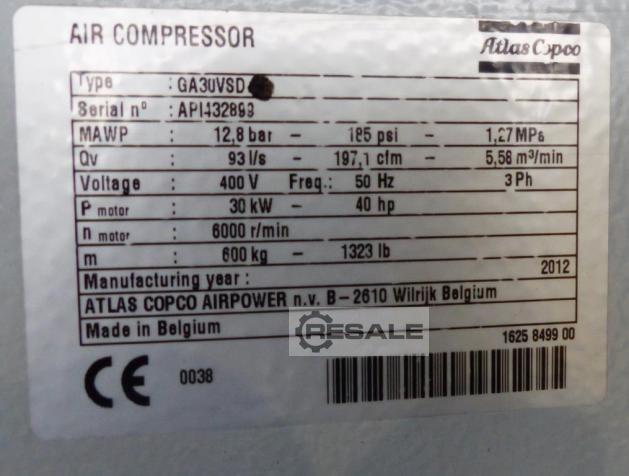 AIR COMPRESSOR
Atlas Copco
Type : GA30VSD
Serial n° : API432899
MAWP : 12,8 bar – 185 psi – 1,27 MPa
Qv : 93 l/s – 197,1 cfm – 5,58 m³/min
Voltage : 400 V Freq.: 50 Hz 3 Ph
P motor : 30 kW – 40 hp
n motor : 6000 r/min
m : 600 kg – 1323 lb
Manufacturing year : 2012
ATLAS COPCO AIRPOWER n.v. B–2610 Wilrijk Belgium
Made in Belgium
RESALE
1625 8499 00
CE 0038